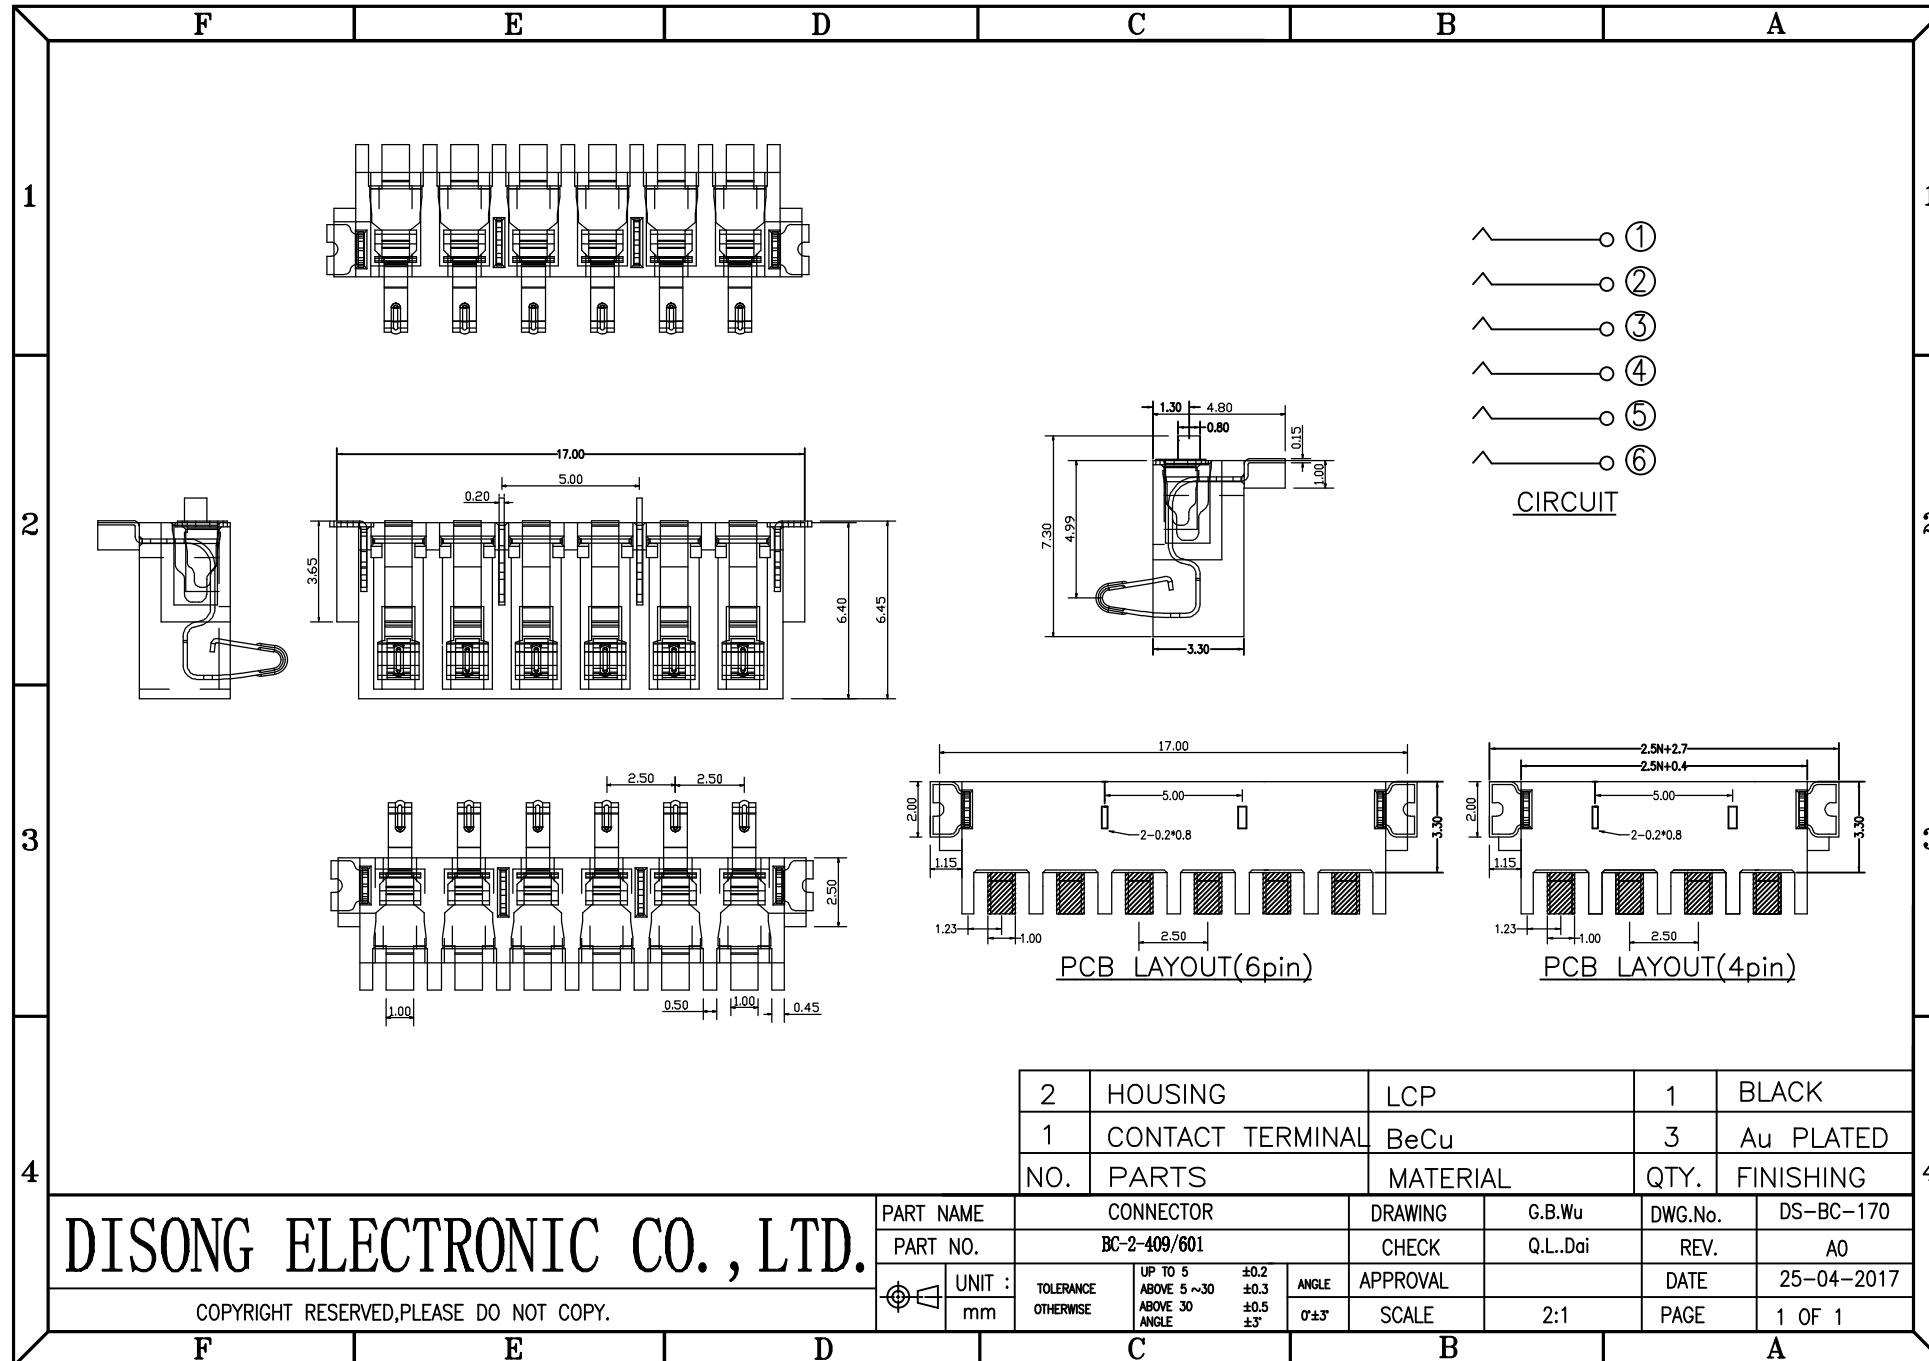 F E D C B A
1 1
①
②
③
④
⑤
⑥
CIRCUIT
1.30 4.80
0.80
0.15
1.00
7.30
4.99
3.30
17.00
5.00
0.20
2 2
3.65
6.40
6.45
2.50 2.50
2.50
1.00
0.50 1.00 0.45
17.00
5.00
2.00
2-0.2*0.8
3.30
1.15
1.23 1.00 2.50
PCB LAYOUT(6pin)
2.5N+2.7
2.5N+0.4
5.00
2.00
2-0.2*0.8
3.30
1.15
1.23 1.00 2.50
PCB LAYOUT(4pin)
3 3
2 HOUSING LCP 1 BLACK
1 CONTACT TERMINAL BeCu 3 Au PLATED
NO. PARTS MATERIAL QTY. FINISHING
4 4
DISONG ELECTRONIC CO.,LTD.
COPYRIGHT RESERVED,PLEASE DO NOT COPY.
PART NAME CONNECTOR DRAWING G.B.Wu DWG.No. DS-BC-170
PART NO. BC-2-409/601 CHECK Q.L..Dai REV. A0
UNIT : mm
TOLERANCE OTHERWISE
UP TO 5 ±0.2
ABOVE 5 ~30 ±0.3
ABOVE 30 ±0.5
ANGLE ±3°
ANGLE
0°±3°
APPROVAL DATE 25-04-2017
SCALE 2:1 PAGE 1 OF 1
F E D C B A